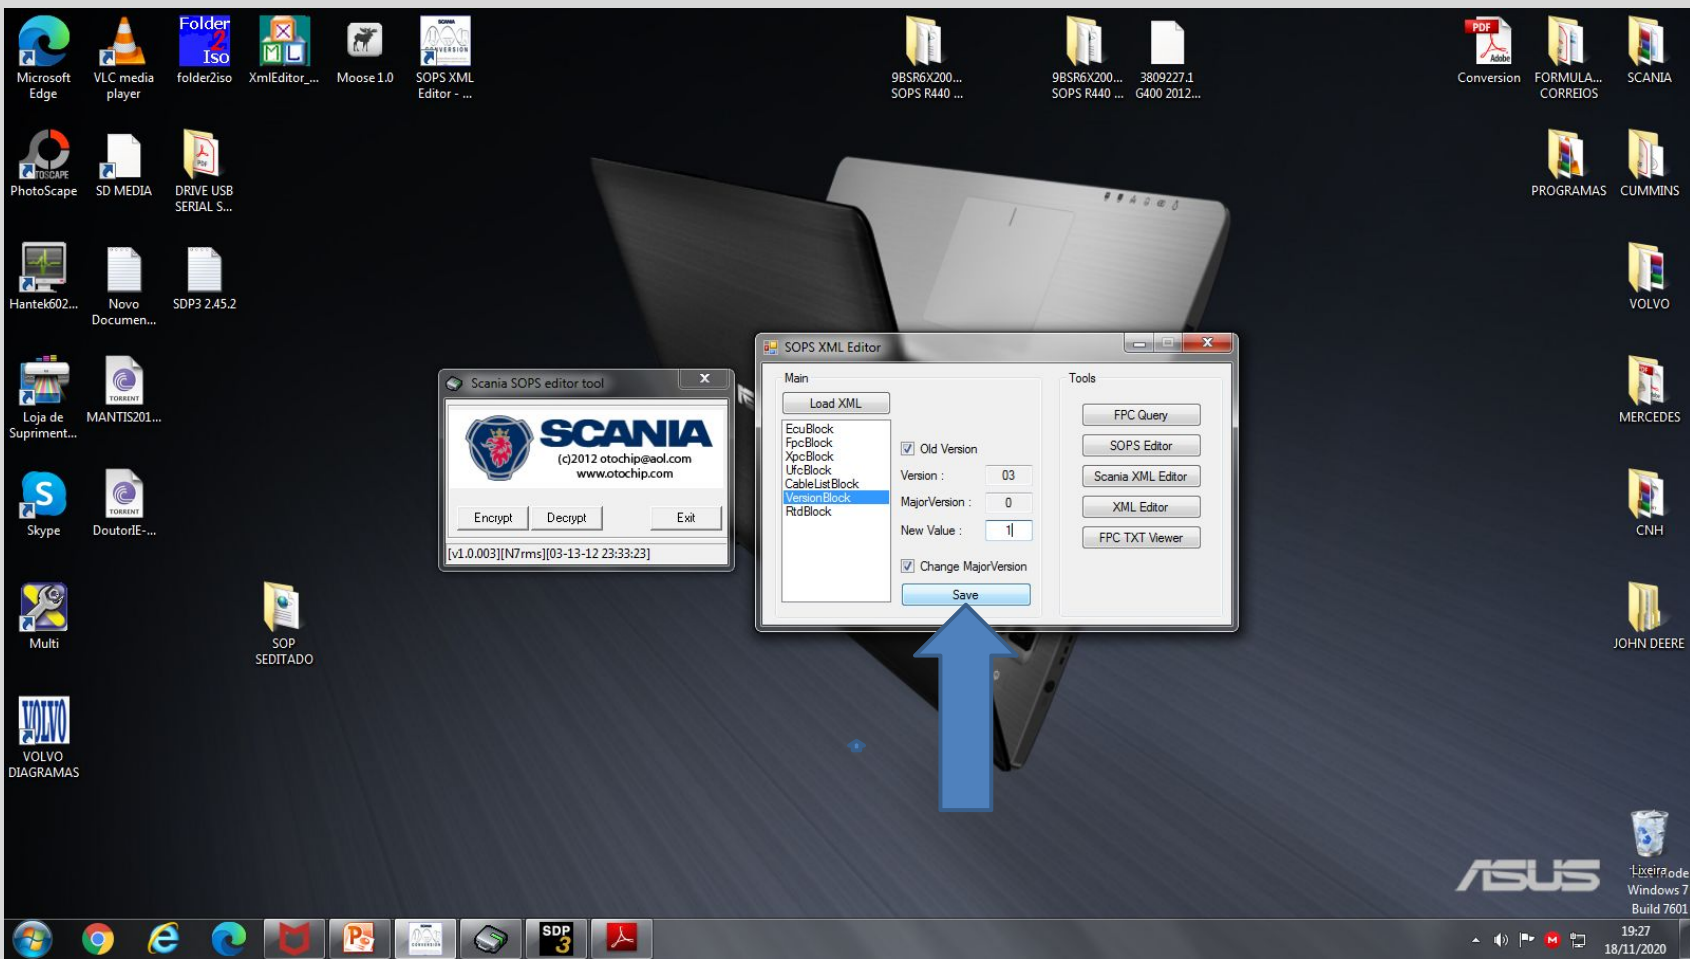 Folder
2
Iso
Microsoft
Edge
VLC media
player
folder2iso
XmlEditor_...
Moose 1.0
SCANIA
CONVERSION
SOPS XML
Editor - ...
9BSR6X200...
SOPS R440 ...
9BSR6X200...
SOPS R440 ...
3809227.1
G400 2012...
PDF
Adobe
Conversion
FORMULA...
CORREIOS
SCANIA
PhotoScape
SD MEDIA
DRIVE USB
SERIAL S...
PROGRAMAS
CUMMINS
Hantek602...
Novo
Documen...
SDP3 2.45.2
VOLVO
Loja de
Supriment...
TORRENT
MANTIS201...
MERCEDES
Skype
TORRENT
DoutorIE-...
CNH
Multi
SOP
SEDITADO
JOHN DEERE
VOLVO
VOLVO
DIAGRAMAS
Scania SOPS editor tool
SCANIA
(c)2012 otochip@aol.com
www.otochip.com
Encrypt
Decrypt
Exit
[v1.0.003][N7rms][03-13-12 23:33:23]
SOPS XML Editor
Main
Load XML
EcuBlock
FpcBlock
XpcBlock
UfcBlock
CableListBlock
VersionBlock
RtdBlock
Old Version
Version : 03
MajorVersion : 0
New Value : 1
Change MajorVersion
Save
Tools
FPC Query
SOPS Editor
Scania XML Editor
XML Editor
FPC TXT Viewer
ASUS
Lixeira
Windows 7
Build 7601
SDP
3
19:27
18/11/2020